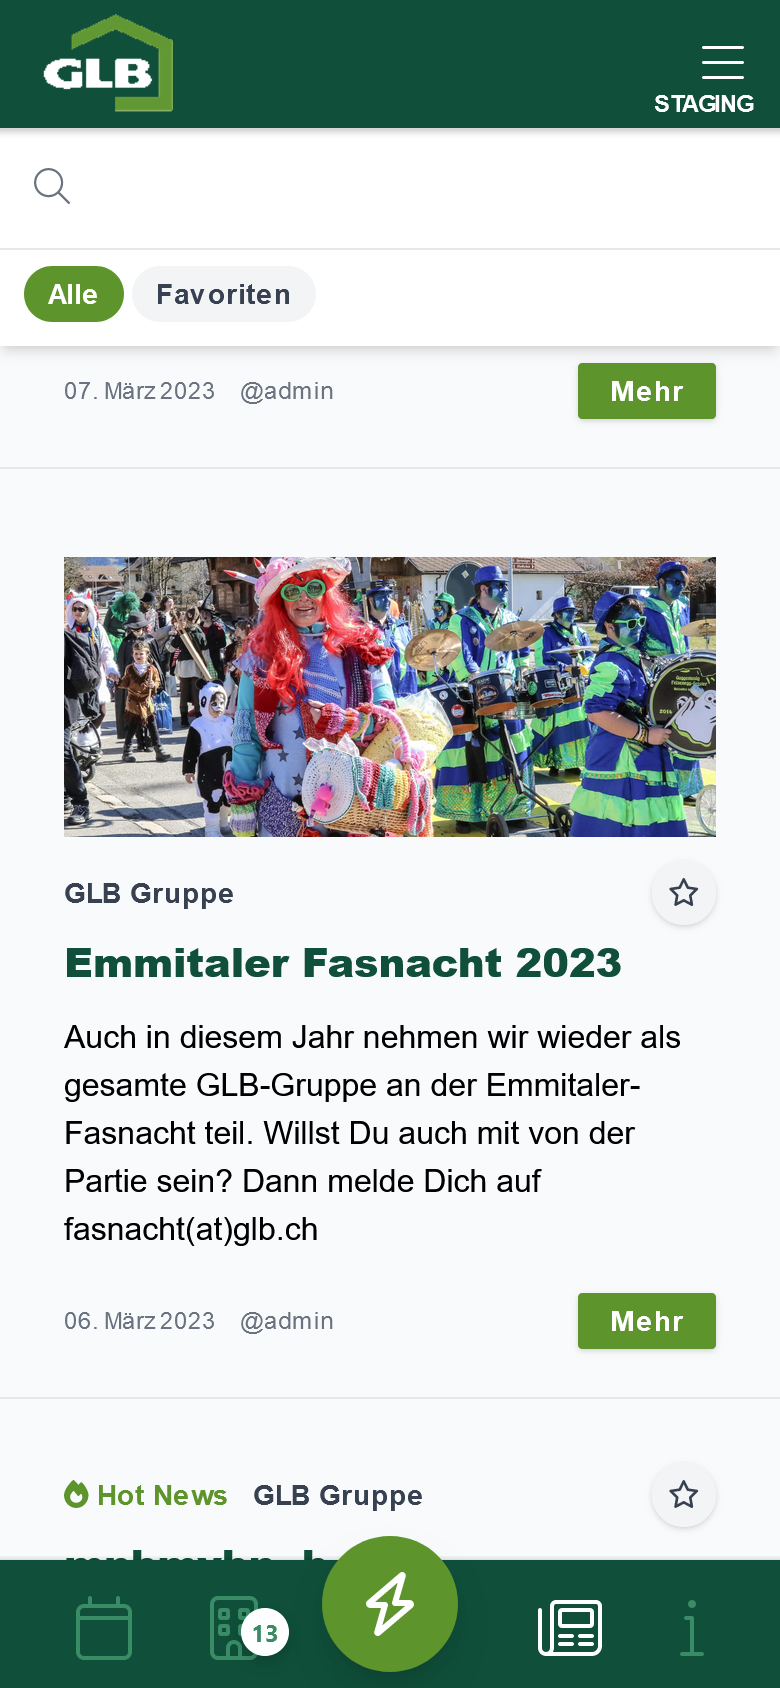 GLB
STAGING
Alle Favoriten
07. März 2023 @admin Mehr
2014
GLB Gruppe
Emmitaler Fasnacht 2023
Auch in diesem Jahr nehmen wir wieder als
gesamte GLB-Gruppe an der Emmitaler-
Fasnacht teil. Willst Du auch mit von der
Partie sein? Dann melde Dich auf
fasnacht(at)glb.ch
06. März 2023 @admin Mehr
Hot News GLB Gruppe
13